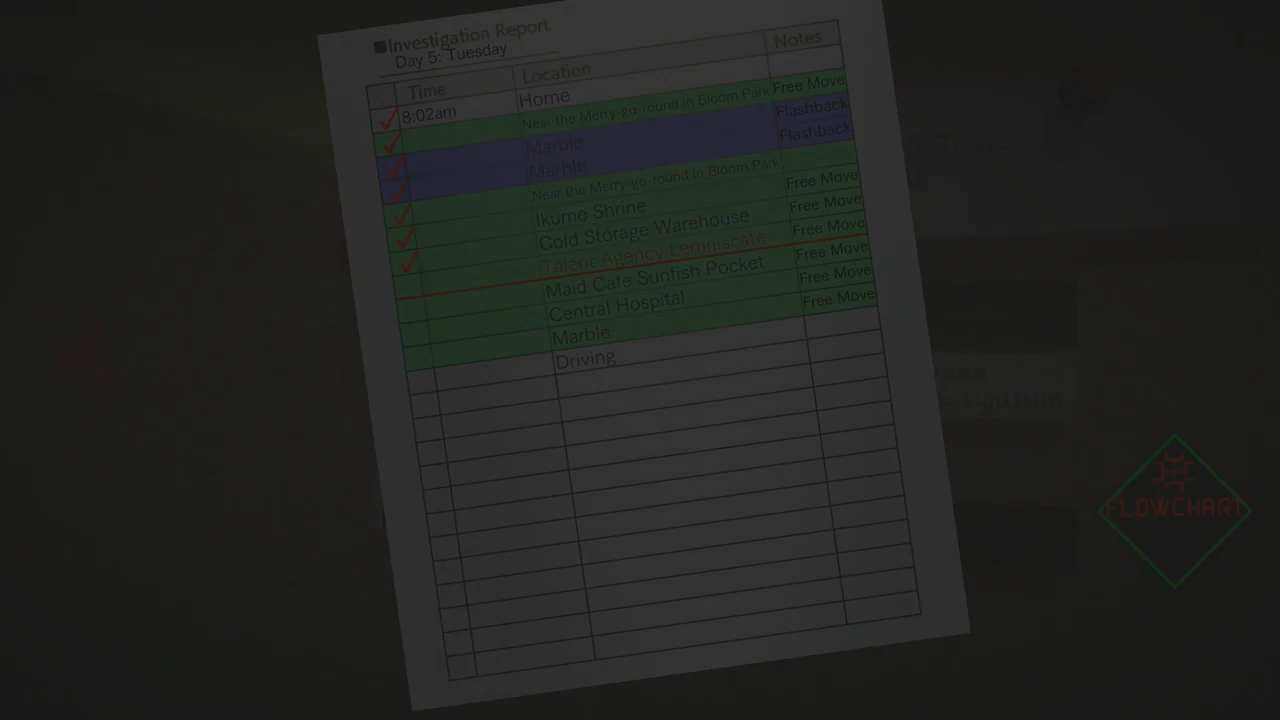 ■Investigation Report
Day 5: Tuesday
Time Location Notes
8:02am Home
Near the Merry-go-round in Bloom Park Free Move
Marble Flashback
Marble Flashback
Near the Merry-go-round in Bloom Park
Ikume Shrine Free Move
Cold Storage Warehouse Free Move
Talent Agency Lemniscate Free Move
Maid Cafe Sunfish Pocket Free Move
Central Hospital Free Move
Marble Free Move
Driving
FLOWCHART